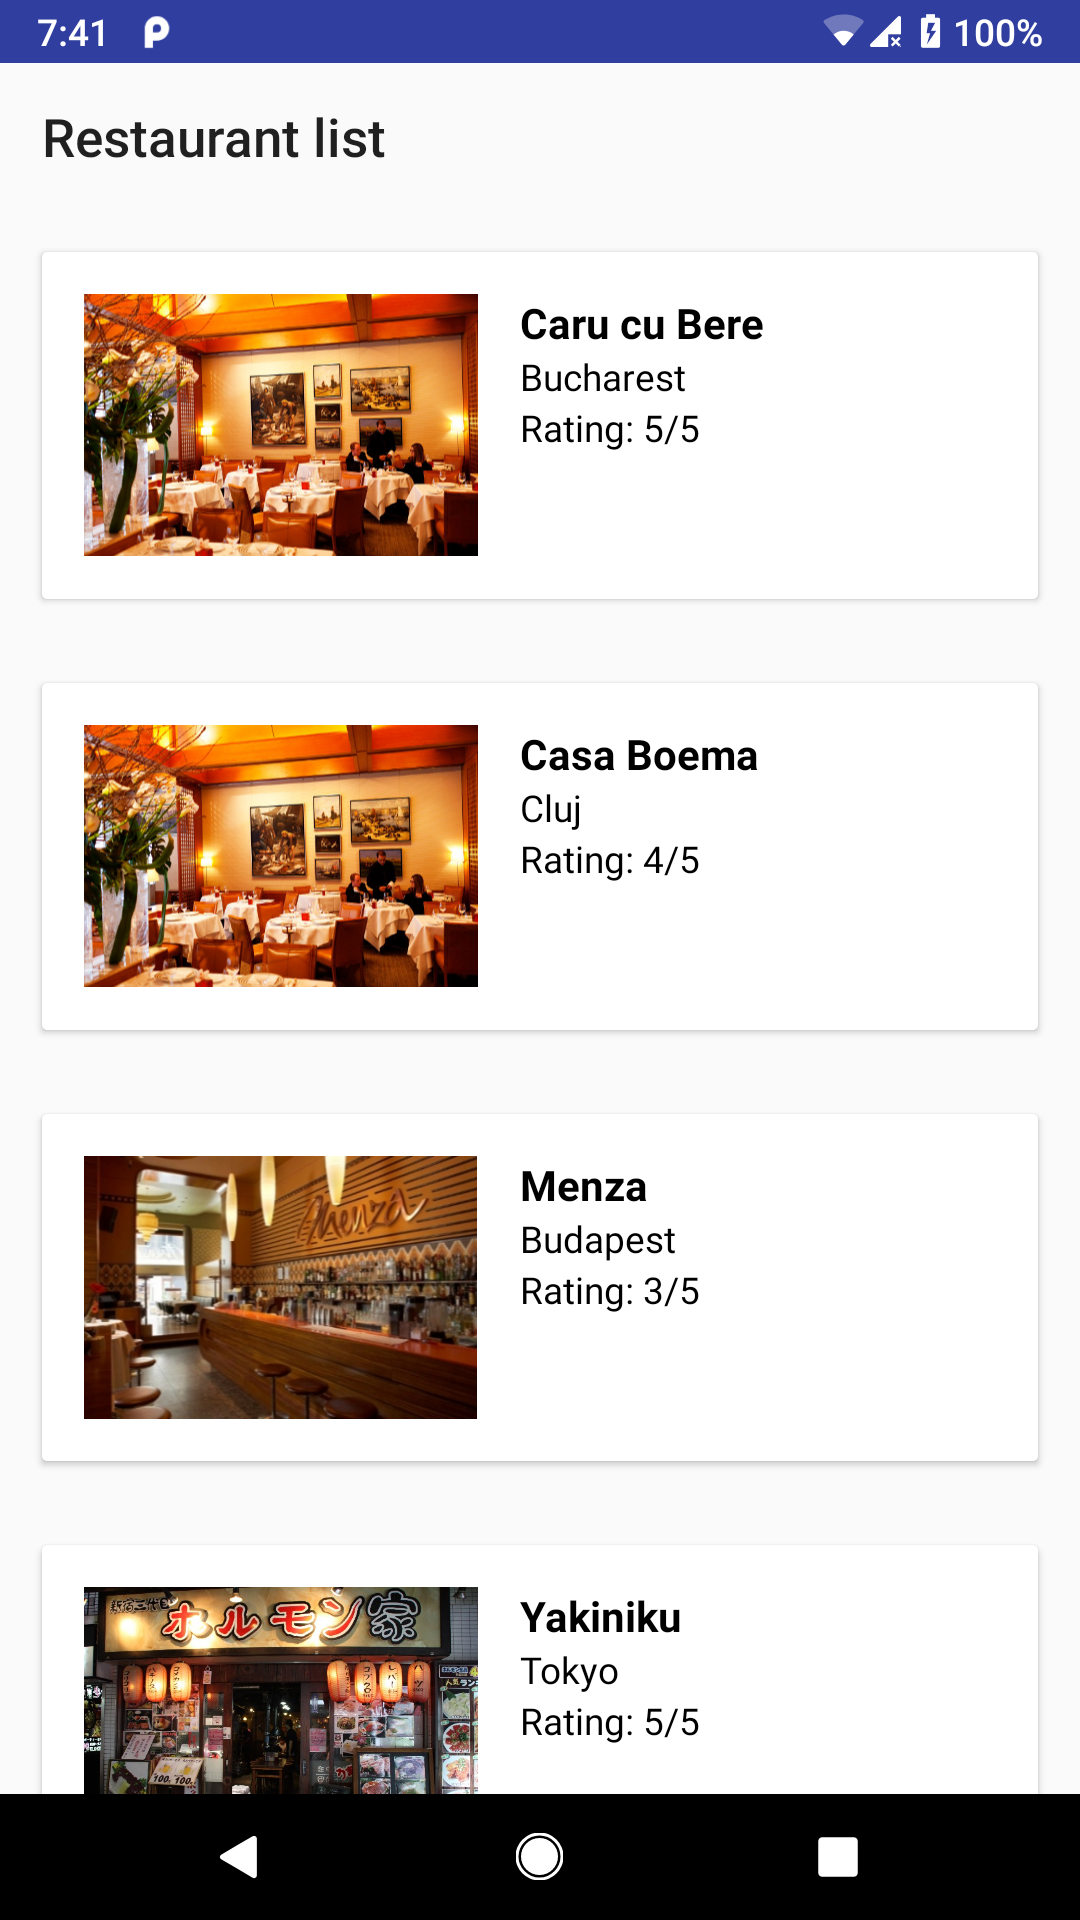 7:41 100%
Restaurant list
Caru cu Bere
Bucharest
Rating: 5/5
Casa Boema
Cluj
Rating: 4/5
Menza
Budapest
Rating: 3/5
menza
Yakiniku
Tokyo
Rating: 5/5
ホルモン家